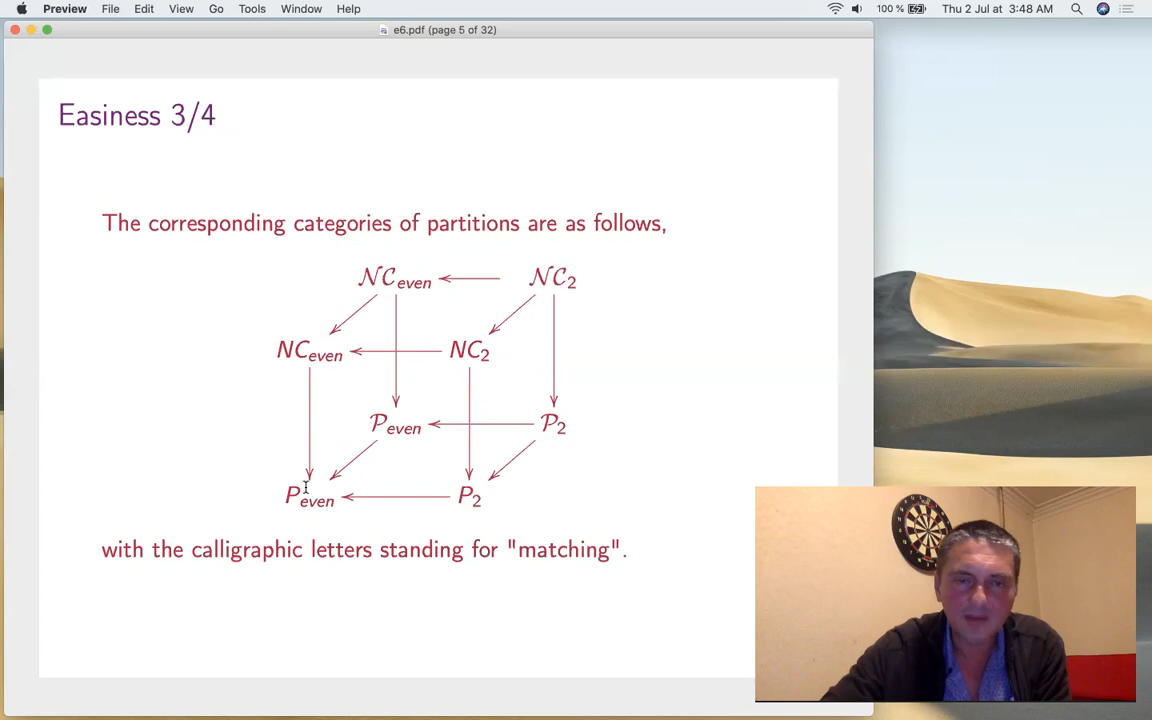 Preview File Edit View Go Tools Window Help 100 % Thu 2 Jul at 3:48 AM
e6.pdf (page 5 of 32)
Easiness 3/4
The corresponding categories of partitions are as follows,
𝒩𝒞even 𝒩𝒞2
NCeven NC2
𝒫even 𝒫2
Peven P2
with the calligraphic letters standing for "matching".